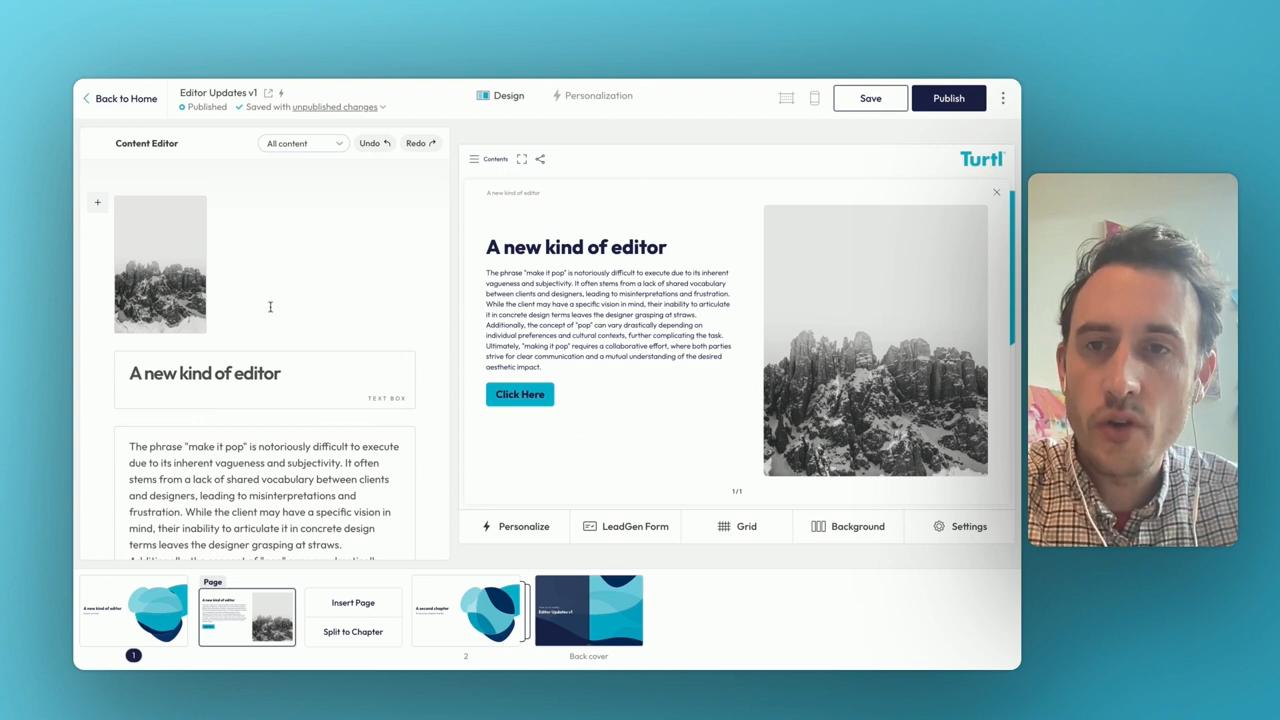 Back to Home
Editor Updates v1
Published
Saved with unpublished changes
Design
Personalization
Save
Publish
Content Editor
All content
Undo
Redo
A new kind of editor
TEXT BOX
The phrase "make it pop" is notoriously difficult to execute
due to its inherent vagueness and subjectivity. It often
stems from a lack of shared vocabulary between clients
and designers, leading to misinterpretations and
frustration. While the client may have a specific vision in
mind, their inability to articulate it in concrete design
terms leaves the designer grasping at straws.
Contents
Turtl
A new kind of editor
A new kind of editor
The phrase "make it pop" is notoriously difficult to execute due to its inherent
vagueness and subjectivity. It often stems from a lack of shared vocabulary
between clients and designers, leading to misinterpretations and frustration.
While the client may have a specific vision in mind, their inability to articulate
it in concrete design terms leaves the designer grasping at straws.
Additionally, the concept of "pop" can vary drastically depending on
individual preferences and cultural contexts, further complicating the task.
Ultimately, "making it pop" requires a collaborative effort, where both parties
strive for clear communication and a mutual understanding of the desired
aesthetic impact.
Click Here
1/1
Personalize
LeadGen Form
Grid
Background
Settings
A new kind of editor
Page
A new kind of editor
Insert Page
Split to Chapter
A second chapter
Editor Updates v1
1
2
Back cover